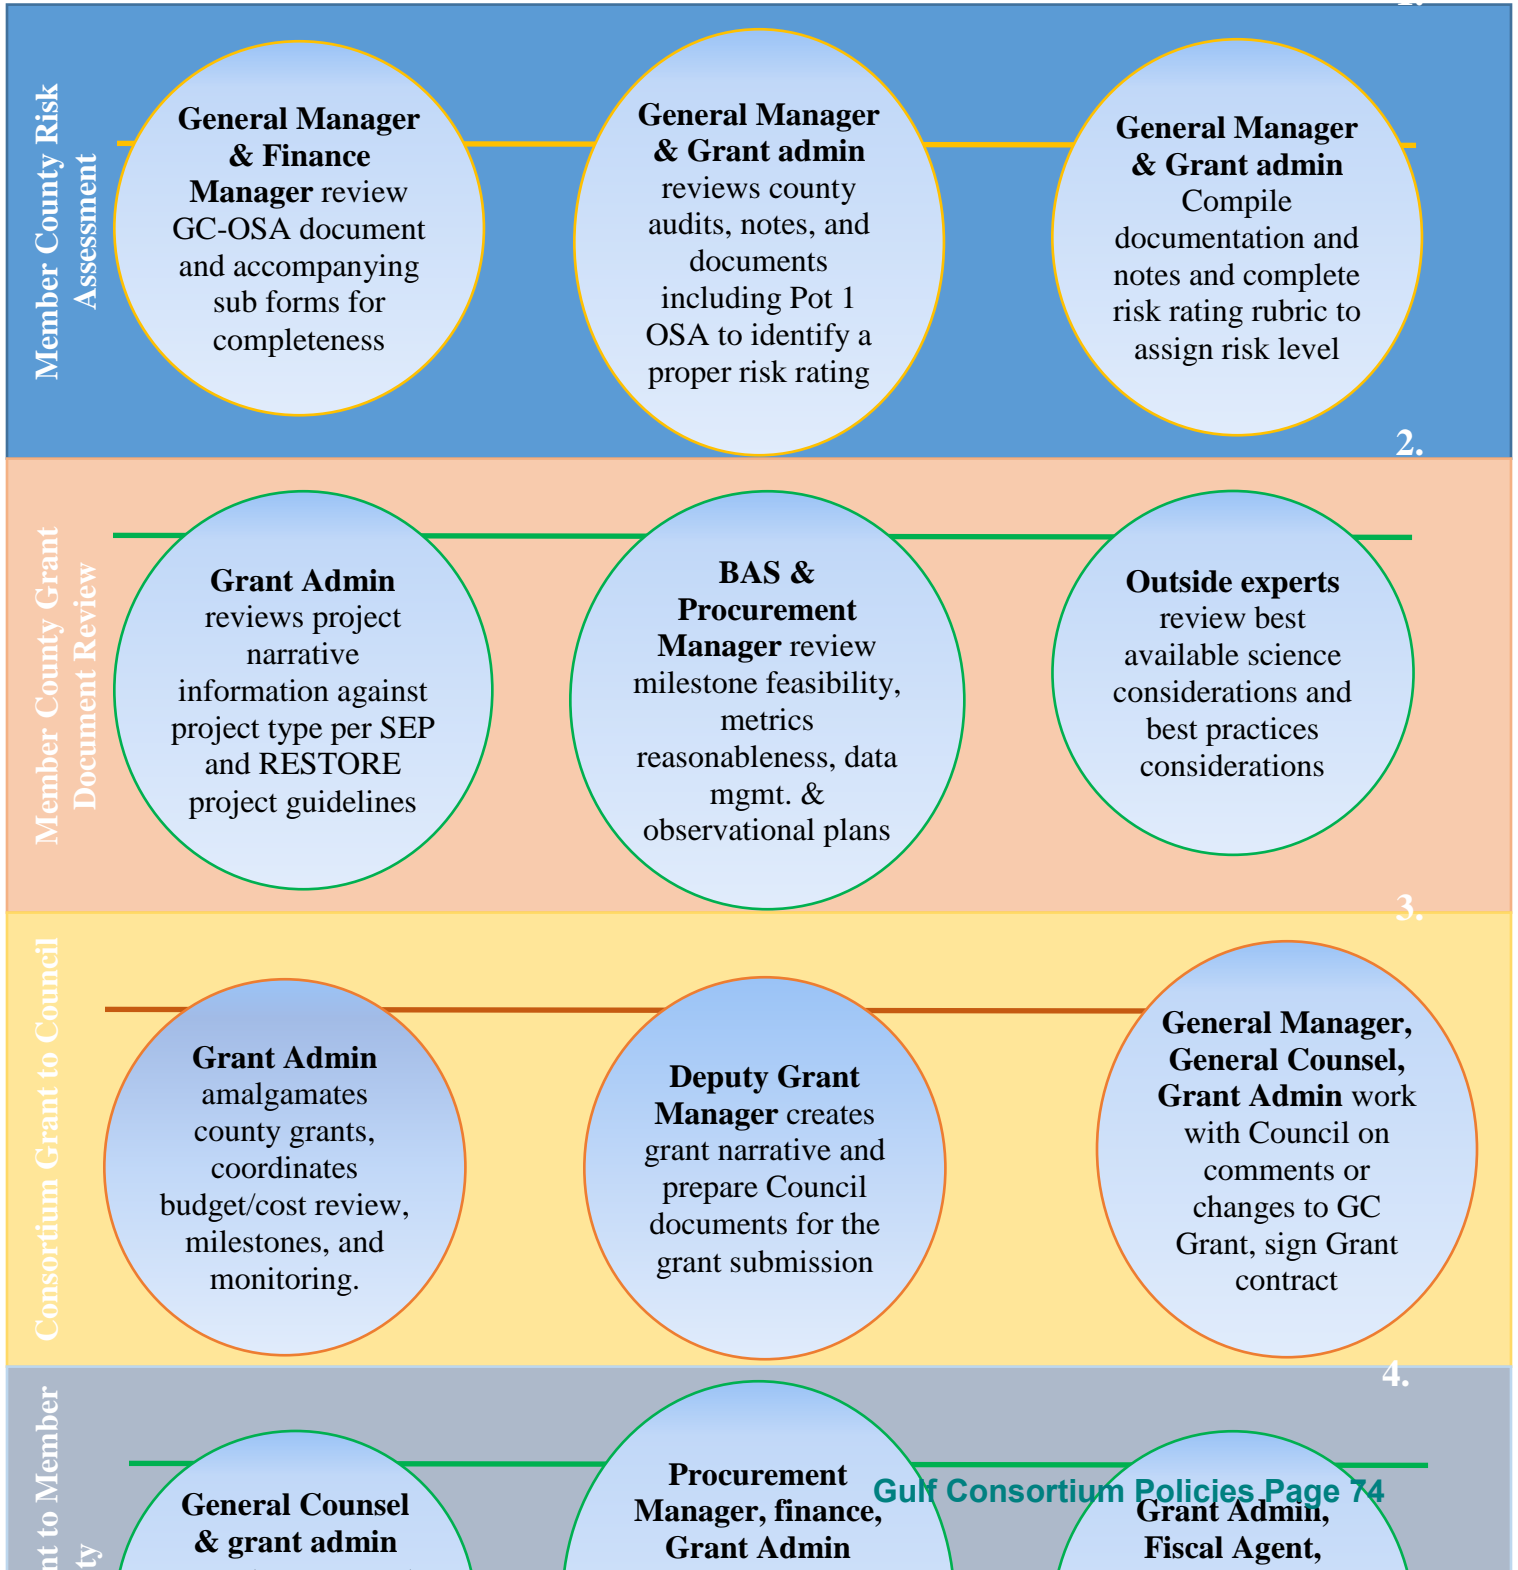 1.
Member County Risk
Assessment
General Manager
& Finance
Manager review
GC-OSA document
and accompanying
sub forms for
completeness
General Manager
& Grant admin
reviews county
audits, notes, and
documents
including Pot 1
OSA to identify a
proper risk rating
General Manager
& Grant admin
Compile
documentation and
notes and complete
risk rating rubric to
assign risk level
2.
Member County Grant
Document Review
Grant Admin
reviews project
narrative
information against
project type per SEP
and RESTORE
project guidelines
BAS &
Procurement
Manager review
milestone feasibility,
metrics
reasonableness, data
mgmt. &
observational plans
Outside experts
review best
available science
considerations and
best practices
considerations
3.
Consortium Grant to Council
Grant Admin
amalgamates
county grants,
coordinates
budget/cost review,
milestones, and
monitoring.
Deputy Grant
Manager creates
grant narrative and
prepare Council
documents for the
grant submission
General Manager,
General Counsel,
Grant Admin work
with Council on
comments or
changes to GC
Grant, sign Grant
contract
4.
nt to Member
ty
General Counsel
& grant admin
Procurement
Manager, finance,
Grant Admin
Grant Admin,
Fiscal Agent,
Gulf Consortium Policies Page 74